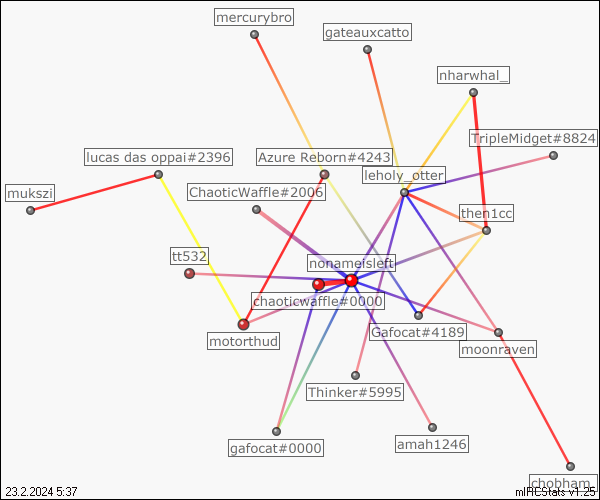 mercurybro
gateauxcatto
nharwhal_
TripleMidget#8824
lucas das oppai#2396
Azure Reborn#4243
leholy_otter
mukszi
ChaoticWaffle#2006
then1cc
tt532
nonameisleft
chaoticwaffle#0000
Gafocat#4189
motorthud
moonraven
Thinker#5995
gafocat#0000
amah1246
chobham_
23.2.2024 5:37
mIRCStats v1.25